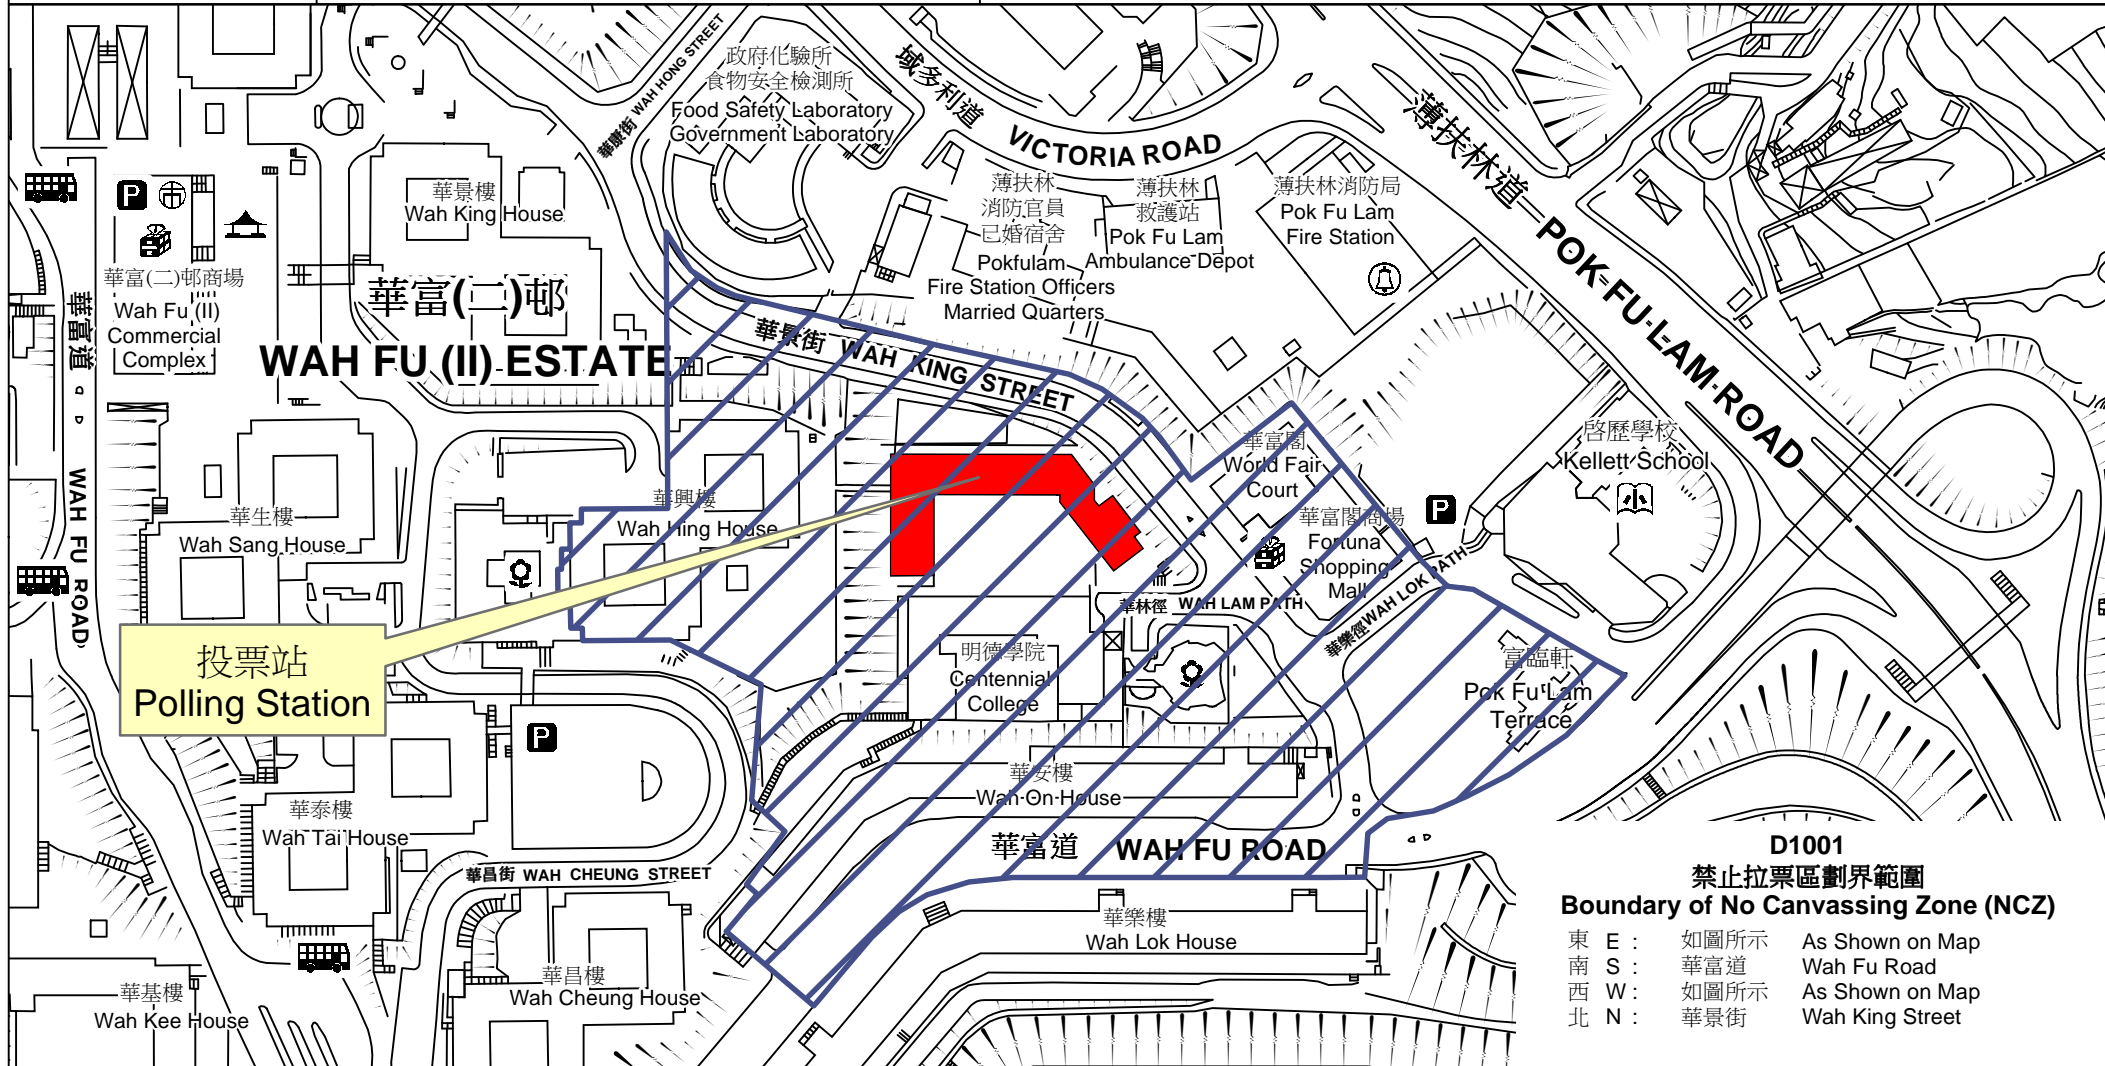 政府化驗所
食物安全檢測所
Food Safety Laboratory
Government Laboratory
華康街 WAH HONG STREET
域多利道
VICTORIA ROAD
薄扶林道
POK FU LAM ROAD
華景樓
Wah King House
薄扶林
消防官員
已婚宿舍
Pokfulam
Fire Station Officers
Married Quarters
薄扶林
救護站
Pok Fu Lam
Ambulance Depot
薄扶林消防局
Pok Fu Lam
Fire Station
P
市
華富(二)邨商場
Wah Fu (II)
Commercial
Complex
華富(二)邨
WAH FU (II) ESTATE
華富道
WAH FU ROAD
華景街 WAH KING STREET
華富閣
World Fair
Court
華富閣商場
Fortuna
Shopping
Mall
啓歷學校
Kellett School
P
華興樓
Wah Hing House
華生樓
Wah Sang House
華林徑 WAH LAM PATH
華樂徑 WAH LOK PATH
投票站
Polling Station
明德學院
Centennial
College
富臨軒
Pok Fu Lam
Terrace
P
華安樓
Wah On House
華泰樓
Wah Tai House
華富道 WAH FU ROAD
華昌街 WAH CHEUNG STREET
華樂樓
Wah Lok House
華昌樓
Wah Cheung House
華基樓
Wah Kee House
D1001
禁止拉票區劃界範圍
Boundary of No Canvassing Zone (NCZ)
東 E : 如圖所示 As Shown on Map
南 S : 華富道 Wah Fu Road
西 W : 如圖所示 As Shown on Map
北 N : 華景街 Wah King Street